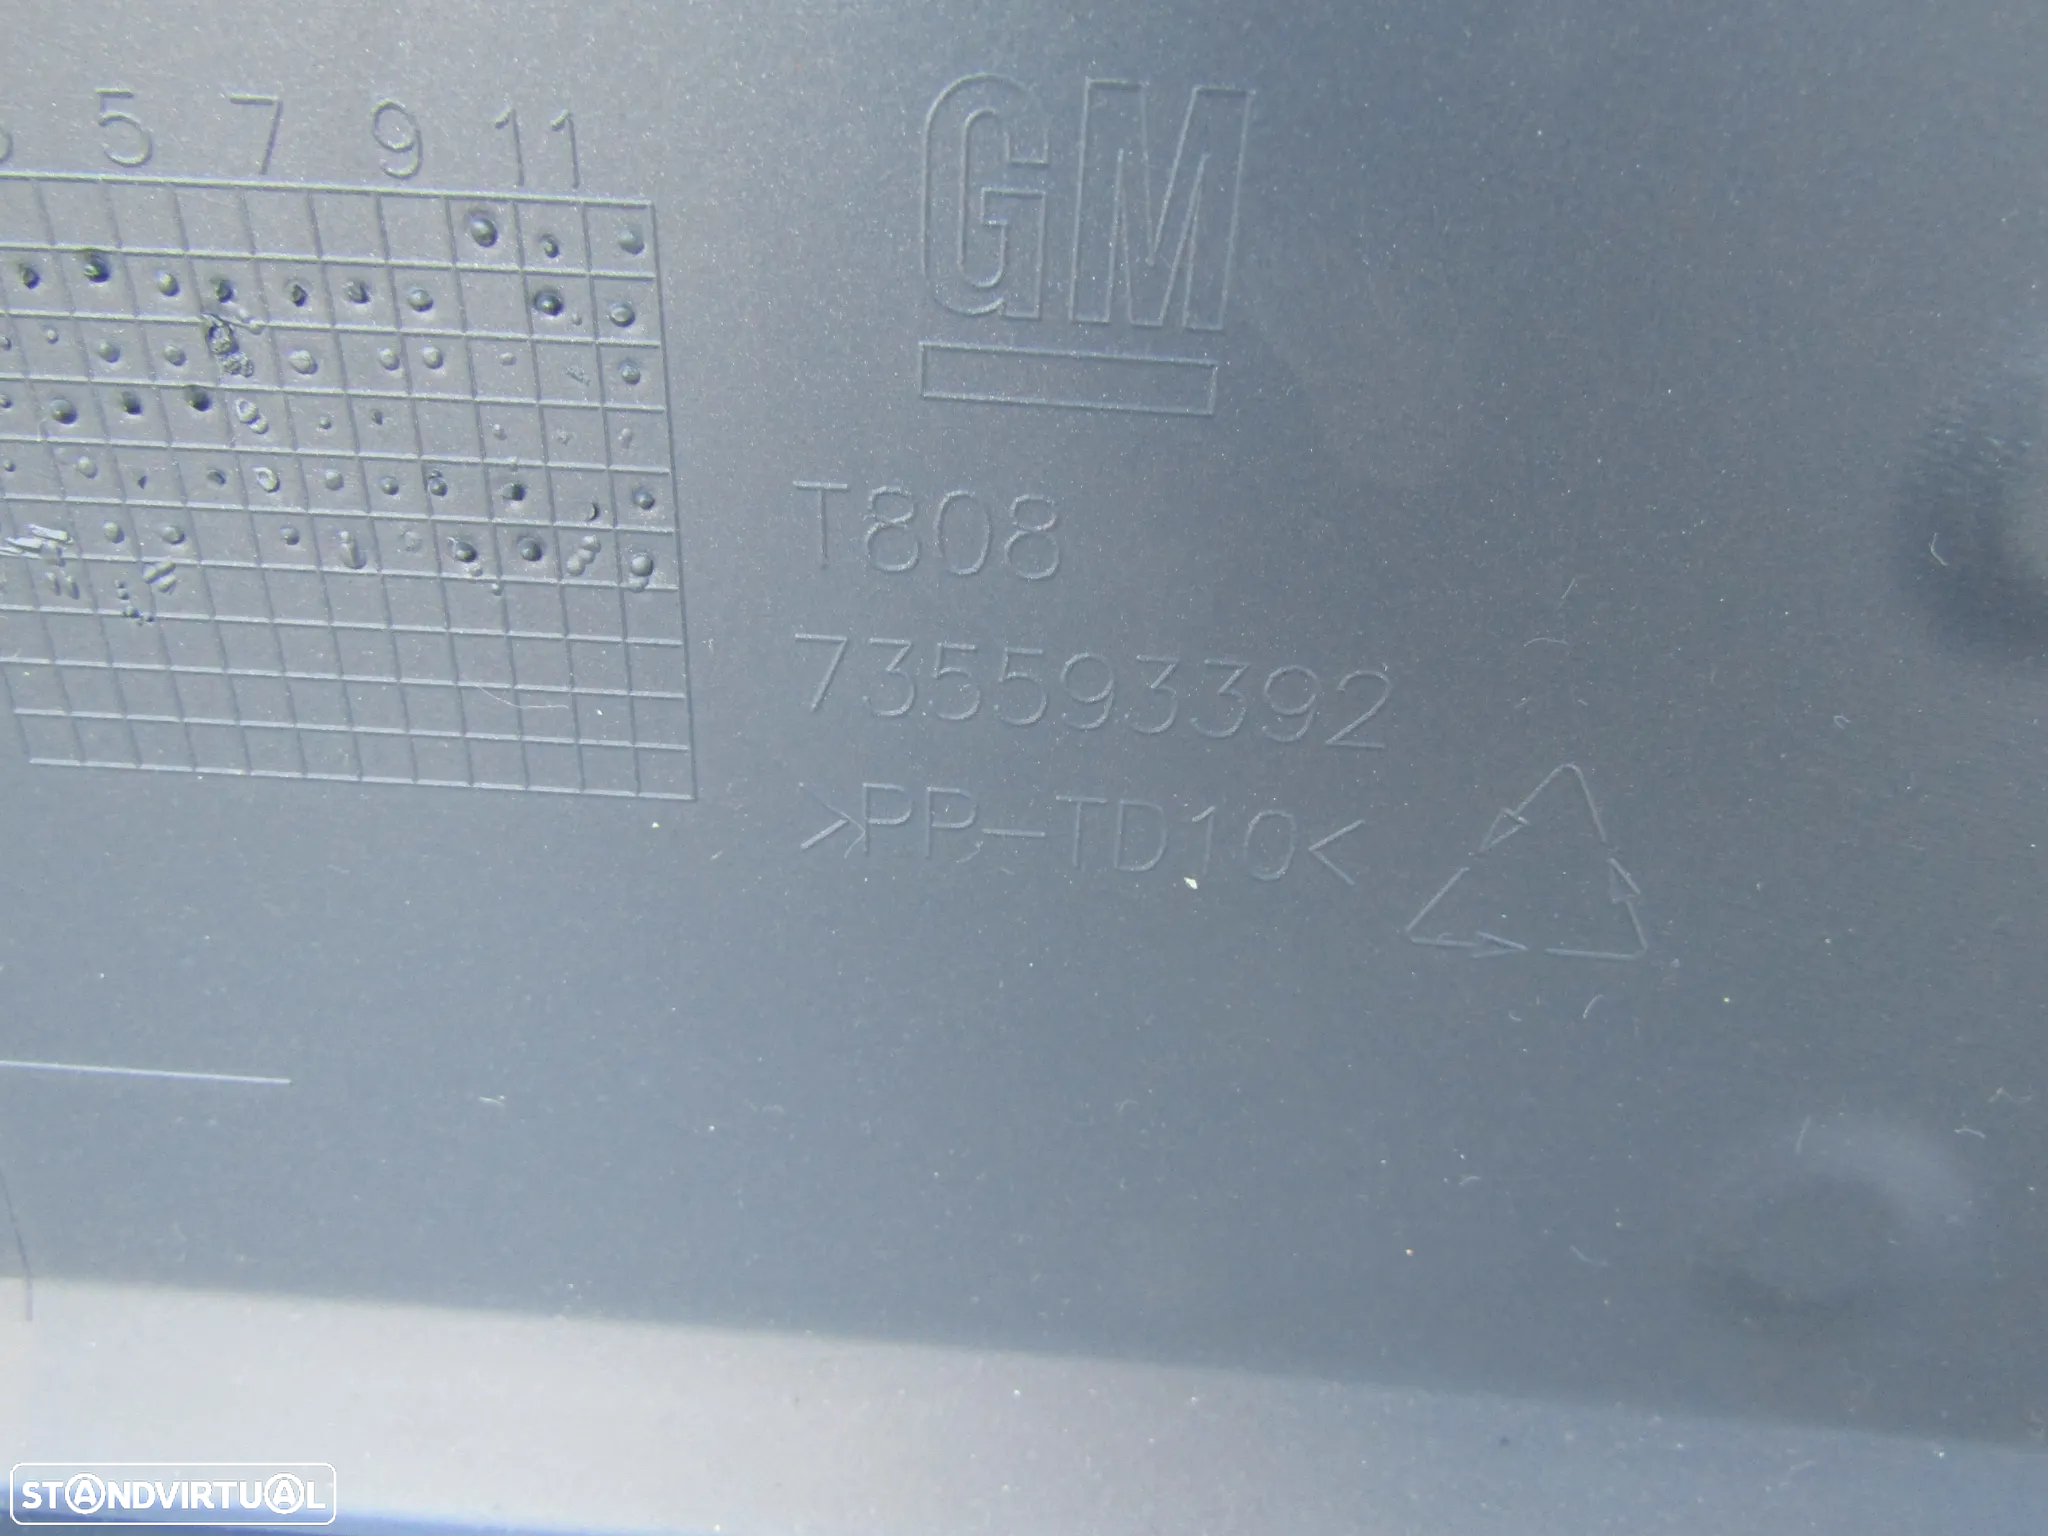 5 7 9 11
GM
T808
735593392
>PP-TD10<
STANDVIRTUAL